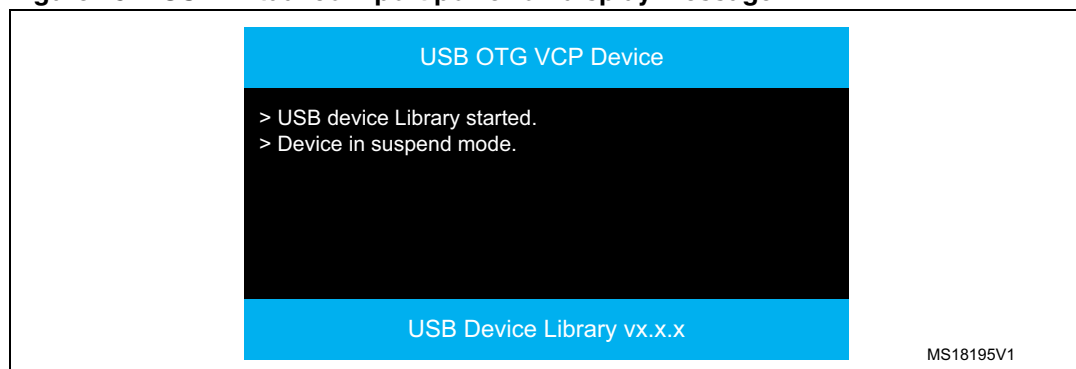 USB OTG VCP Device
> USB device Library started.
> Device in suspend mode.
USB Device Library vx.x.x
MS18195V1